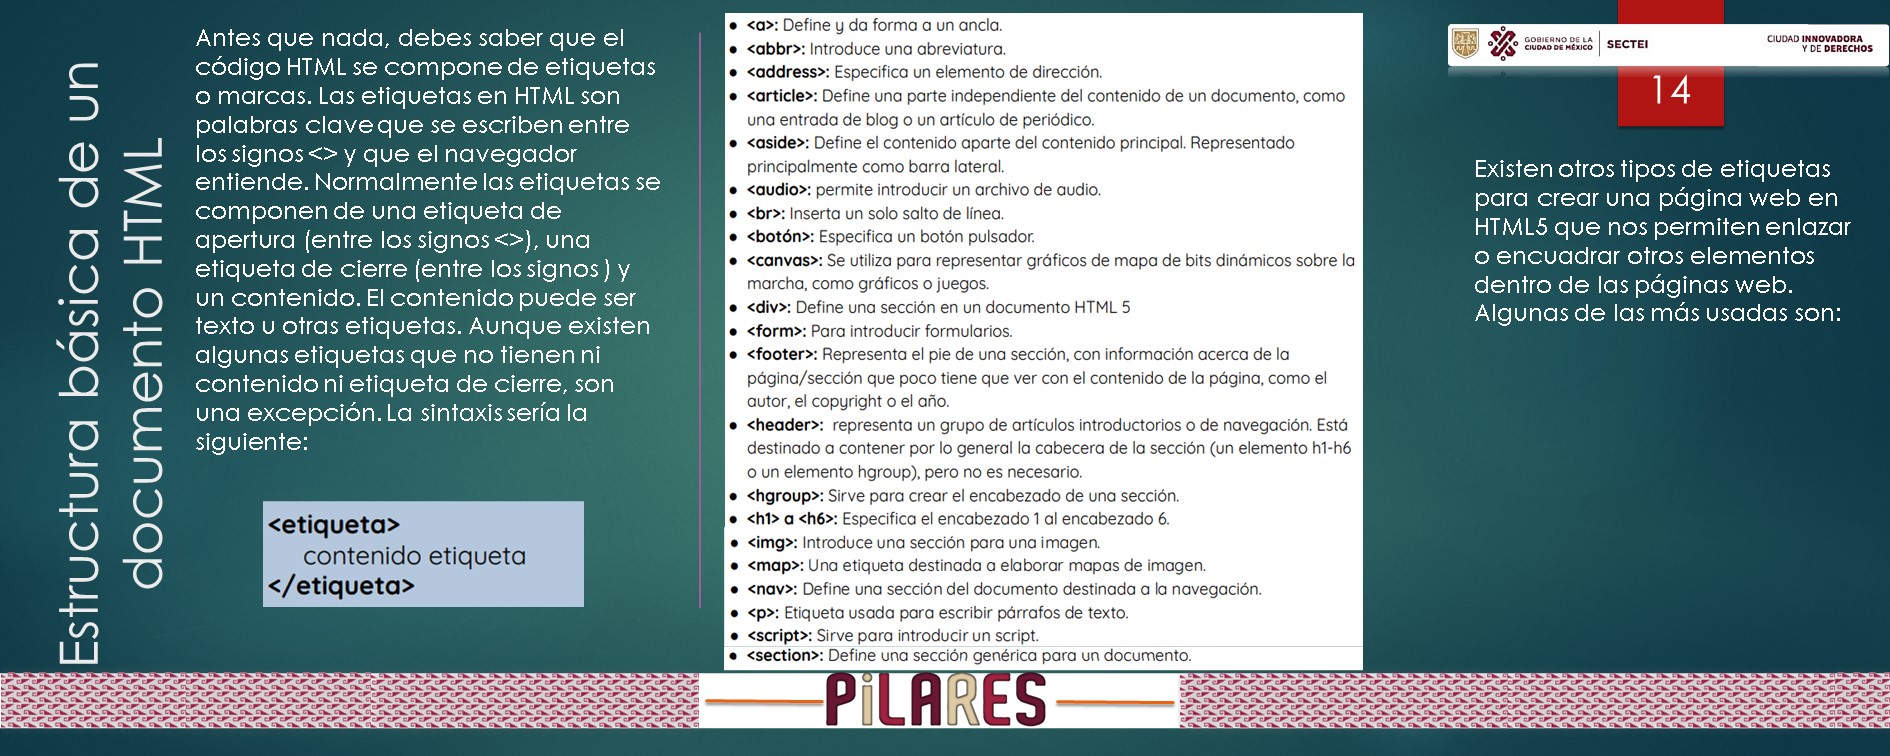 Estructura básica de un
documento HTML
Antes que nada, debes saber que el
código HTML se compone de etiquetas
o marcas. Las etiquetas en HTML son
palabras clave que se escriben entre
los signos <> y que el navegador
entiende. Normalmente las etiquetas se
componen de una etiqueta de
apertura (entre los signos <>), una
etiqueta de cierre (entre los signos ) y
un contenido. El contenido puede ser
texto u otras etiquetas. Aunque existen
algunas etiquetas que no tienen ni
contenido ni etiqueta de cierre, son
una excepción. La sintaxis sería la
siguiente:
<etiqueta>
contenido etiqueta
</etiqueta>
● <a>: Define y da forma a un ancla.
● <abbr>: Introduce una abreviatura.
● <address>: Especifica un elemento de dirección.
● <article>: Define una parte independiente del contenido de un documento, como
una entrada de blog o un artículo de periódico.
● <aside>: Define el contenido aparte del contenido principal. Representado
principalmente como barra lateral.
● <audio>: permite introducir un archivo de audio.
● <br>: Inserta un solo salto de línea.
● <botón>: Especifica un botón pulsador.
● <canvas>: Se utiliza para representar gráficos de mapa de bits dinámicos sobre la
marcha, como gráficos o juegos.
● <div>: Define una sección en un documento HTML 5
● <form>: Para introducir formularios.
● <footer>: Representa el pie de una sección, con información acerca de la
página/sección que poco tiene que ver con el contenido de la página, como el
autor, el copyright o el año.
● <header>: representa un grupo de artículos introductorios o de navegación. Está
destinado a contener por lo general la cabecera de la sección (un elemento h1-h6
o un elemento hgroup), pero no es necesario.
● <hgroup>: Sirve para crear el encabezado de una sección.
● <h1> a <h6>: Especifica el encabezado 1 al encabezado 6.
● <img>: Introduce una sección para una imagen.
● <map>: Una etiqueta destinada a elaborar mapas de imagen.
● <nav>: Define una sección del documento destinada a la navegación.
● <p>: Etiqueta usada para escribir párrafos de texto.
● <script>: Sirve para introducir un script.
● <section>: Define una sección genérica para un documento.
GOBIERNO DE LA
CIUDAD DE MÉXICO
SECTEI
CIUDAD INNOVADORA
Y DE DERECHOS
14
Existen otros tipos de etiquetas
para crear una página web en
HTML5 que nos permiten enlazar
o encuadrar otros elementos
dentro de las páginas web.
Algunas de las más usadas son:
PiLARES